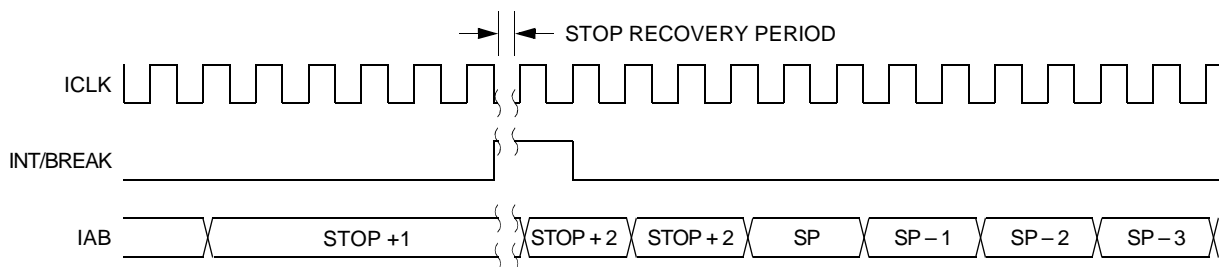 STOP RECOVERY PERIOD
ICLK
INT/BREAK
IAB
STOP +1
STOP + 2
STOP + 2
SP
SP – 1
SP – 2
SP – 3